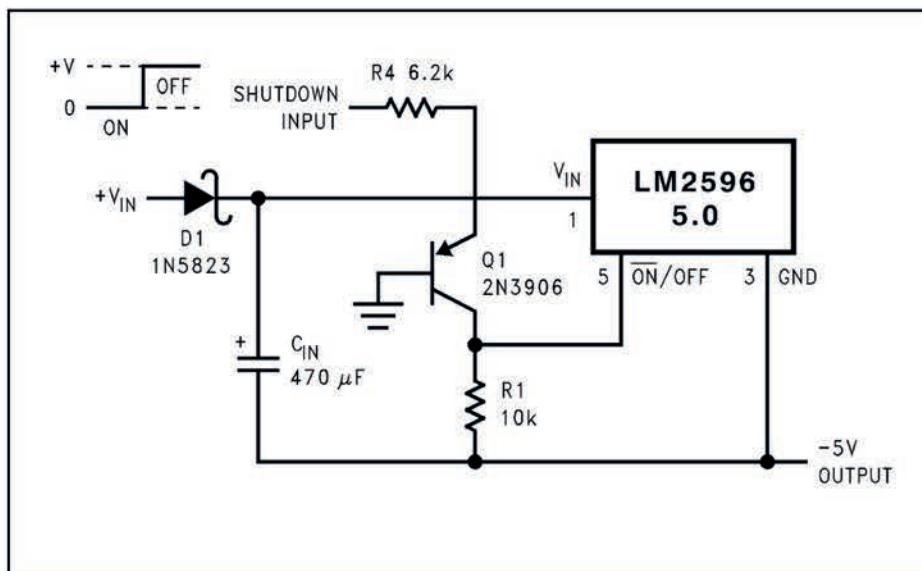 +V
OFF
0
ON
SHUTDOWN
INPUT
R4 6.2k
+VIN
D1
1N5823
VIN
1
LM2596
5.0
5
ON/OFF
3
GND
Q1
2N3906
+
CIN
470 μF
R1
10k
-5V
OUTPUT